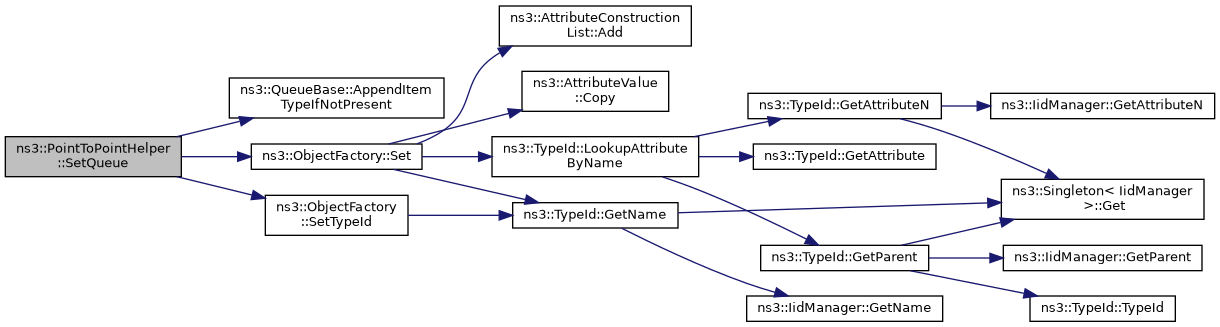 ns3::PointToPointHelper
::SetQueue
ns3::QueueBase::AppendItem
TypeIfNotPresent
ns3::ObjectFactory::Set
ns3::ObjectFactory
::SetTypeId
ns3::AttributeConstruction
List::Add
ns3::AttributeValue
::Copy
ns3::TypeId::LookupAttribute
ByName
ns3::TypeId::GetName
ns3::TypeId::GetAttributeN
ns3::TypeId::GetAttribute
ns3::TypeId::GetParent
ns3::IidManager::GetName
ns3::IidManager::GetAttributeN
ns3::Singleton< IidManager
>::Get
ns3::IidManager::GetParent
ns3::TypeId::TypeId